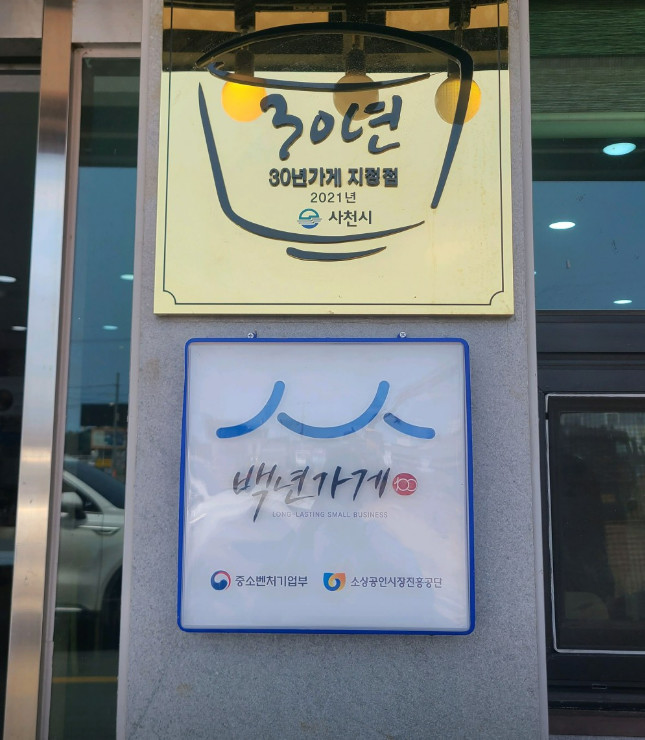 30년
30년가게 지정점
2021년
사천시
백년가게 100
LONG-LASTING SMALL BUSINESS
중소벤처기업부 소상공인시장진흥공단